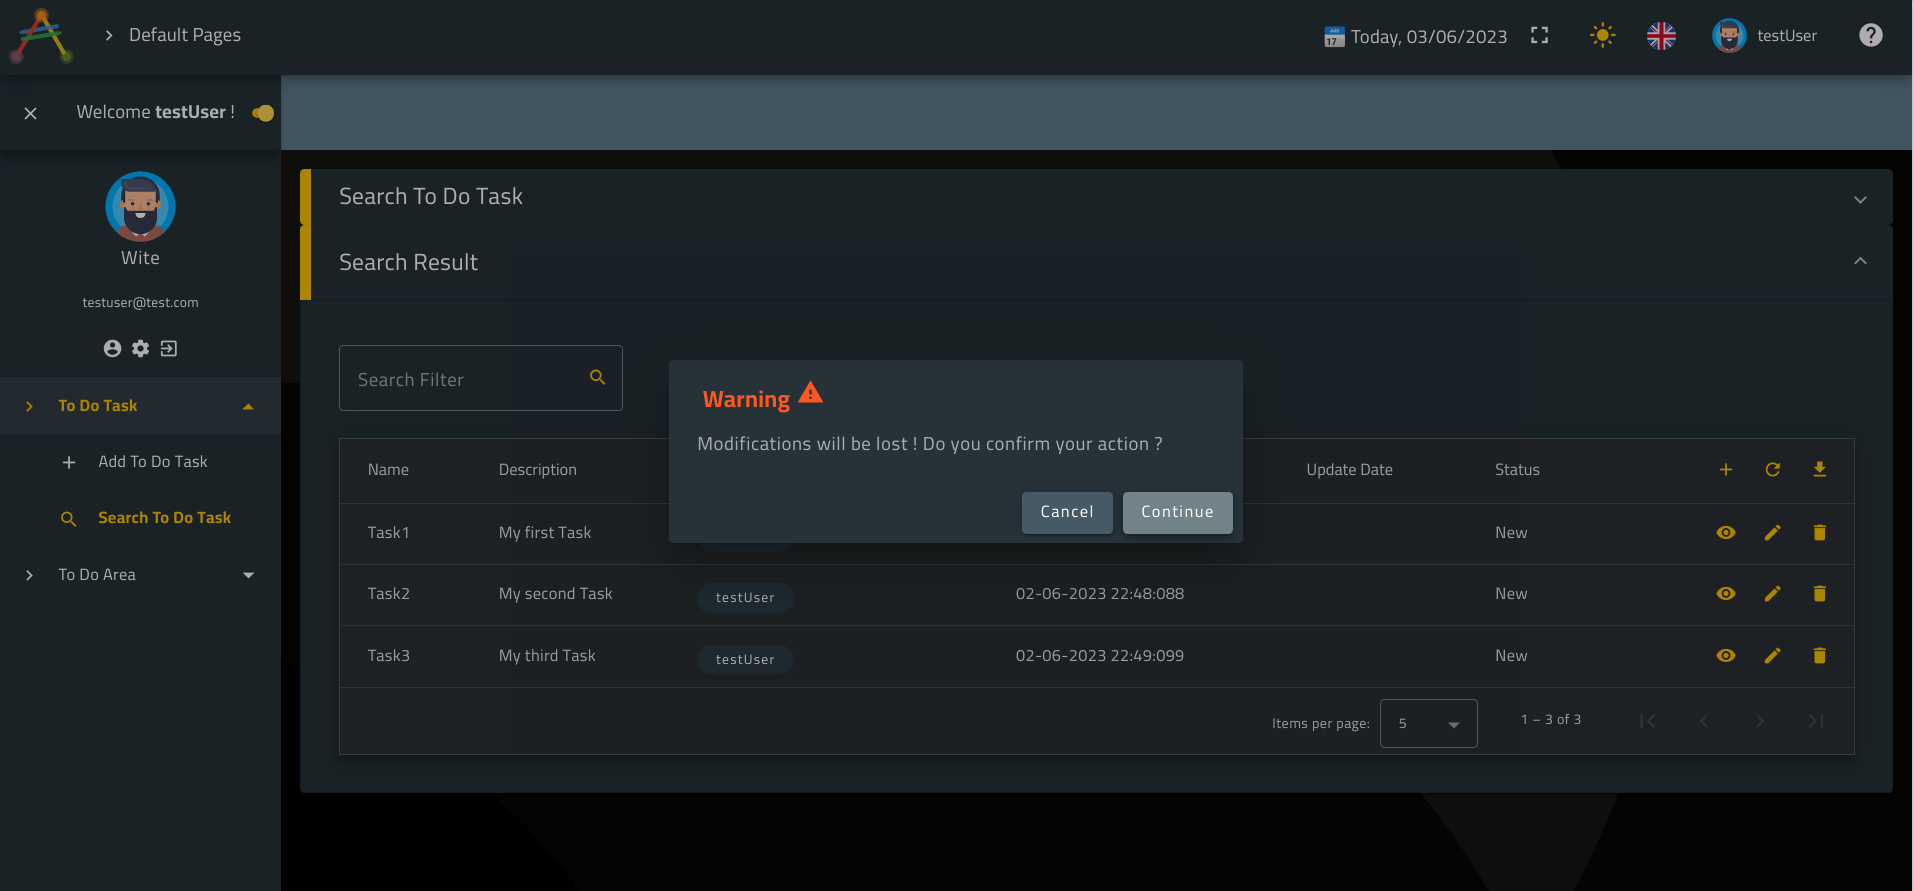 Default Pages
Today, 03/06/2023
testUser
Welcome testUser !
Wite
testuser@test.com
To Do Task
Add To Do Task
Search To Do Task
To Do Area
Search To Do Task
Search Result
Search Filter
Warning
Modifications will be lost ! Do you confirm your action ?
Cancel Continue
Name Description Update Date Status
Task1 My first Task New
Task2 My second Task testUser 02-06-2023 22:48:088 New
Task3 My third Task testUser 02-06-2023 22:49:099 New
Items per page: 5 1 – 3 of 3